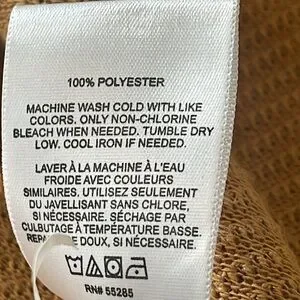 100% POLYESTER
MACHINE WASH COLD WITH LIKE
COLORS. ONLY NON-CHLORINE
BLEACH WHEN NEEDED. TUMBLE DRY
LOW. COOL IRON IF NEEDED.
LAVER À LA MACHINE À L'EAU
FROIDE AVEC COULEURS
SIMILAIRES. UTILIZEZ SEULEMENT
DU JAVELLISANT SANS CHLORE,
SI NÉCESSAIRE. SÉCHAGE PAR
CULBUTAGE À TEMPÉRATURE BASSE.
DOUX, SI NÉCESSAIRE.
RN# 55285